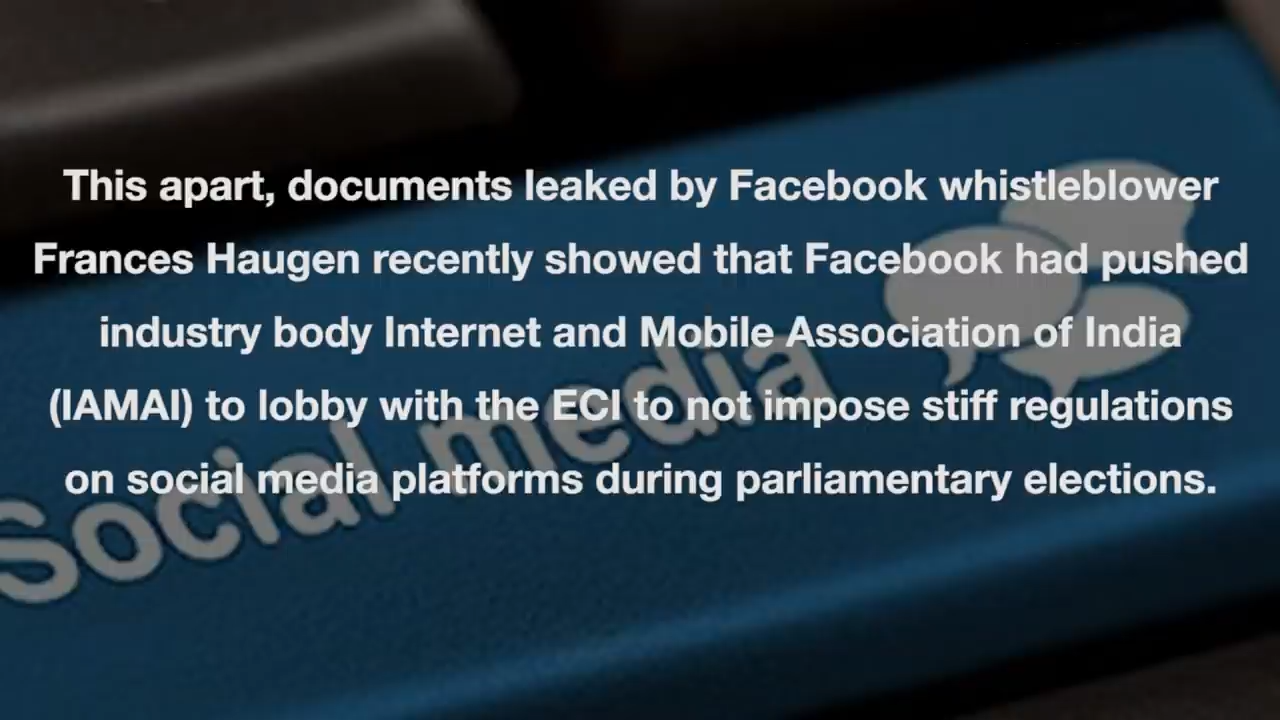 This apart, documents leaked by Facebook whistleblower
Frances Haugen recently showed that Facebook had pushed
industry body Internet and Mobile Association of India
(IAMAI) to lobby with the ECI to not impose stiff regulations
on social media platforms during parliamentary elections.
Social media